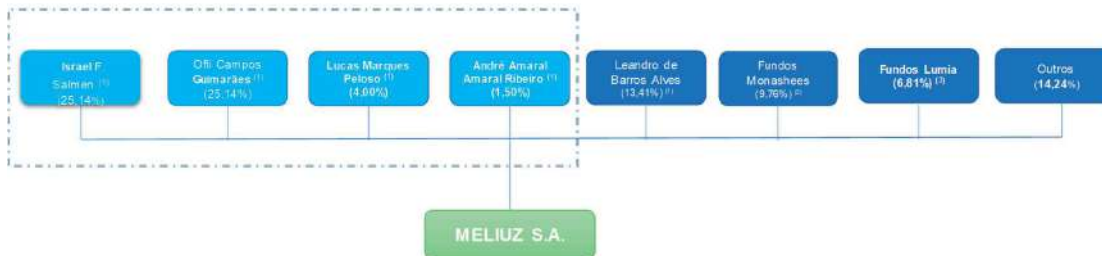 Israel F
Salmen (1)
(25,14%)
Ofli Campos
Guimarães (1)
(25,14%)
Lucas Marques
Peloso (1)
(4,00%)
André Amaral
Amaral Ribeiro (1)
(1,50%)
Leandro de
Barros Alves
(13,41%) (1)
Fundos
Monashees
(9,76%) (2)
Fundos Lumia
(6,81%) (3)
Outros
(14,24%)
MELIUZ S.A.